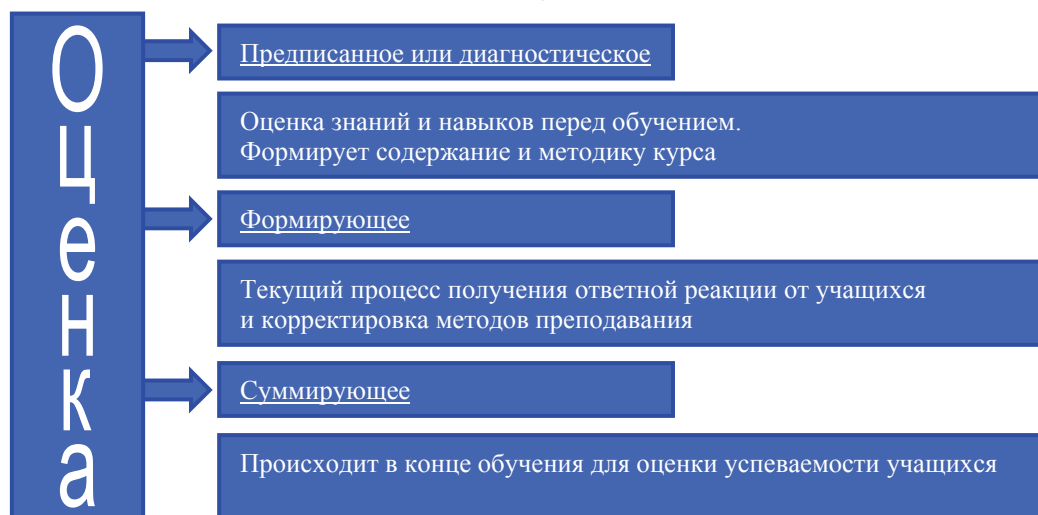 Оценка
Предписанное или диагностическое
Оценка знаний и навыков перед обучением.
Формирует содержание и методику курса
Формирующее
Текущий процесс получения ответной реакции от учащихся
и корректировка методов преподавания
Суммирующее
Происходит в конце обучения для оценки успеваемости учащихся